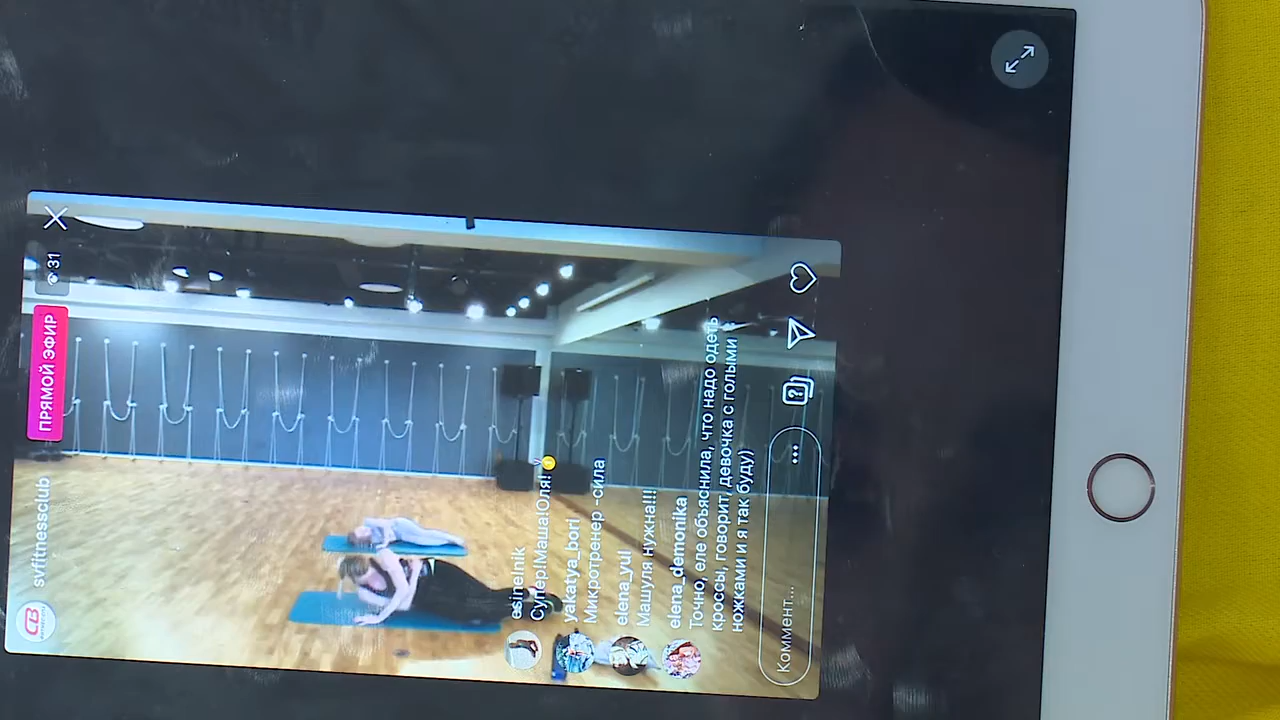 svfitnessclub
ПРЯМОЙ ЭФИР
31
СВ
esinelnik
Супер!Маша!Оля!
yakatya_bori
Микротренер -сила
elena_yul
Машуля нужна!!!
elena_demonika
Точно, еле объяснила, что надо одеть
кроссы, говорит, девочка с голыми
ножками и я так буду)
Коммент...